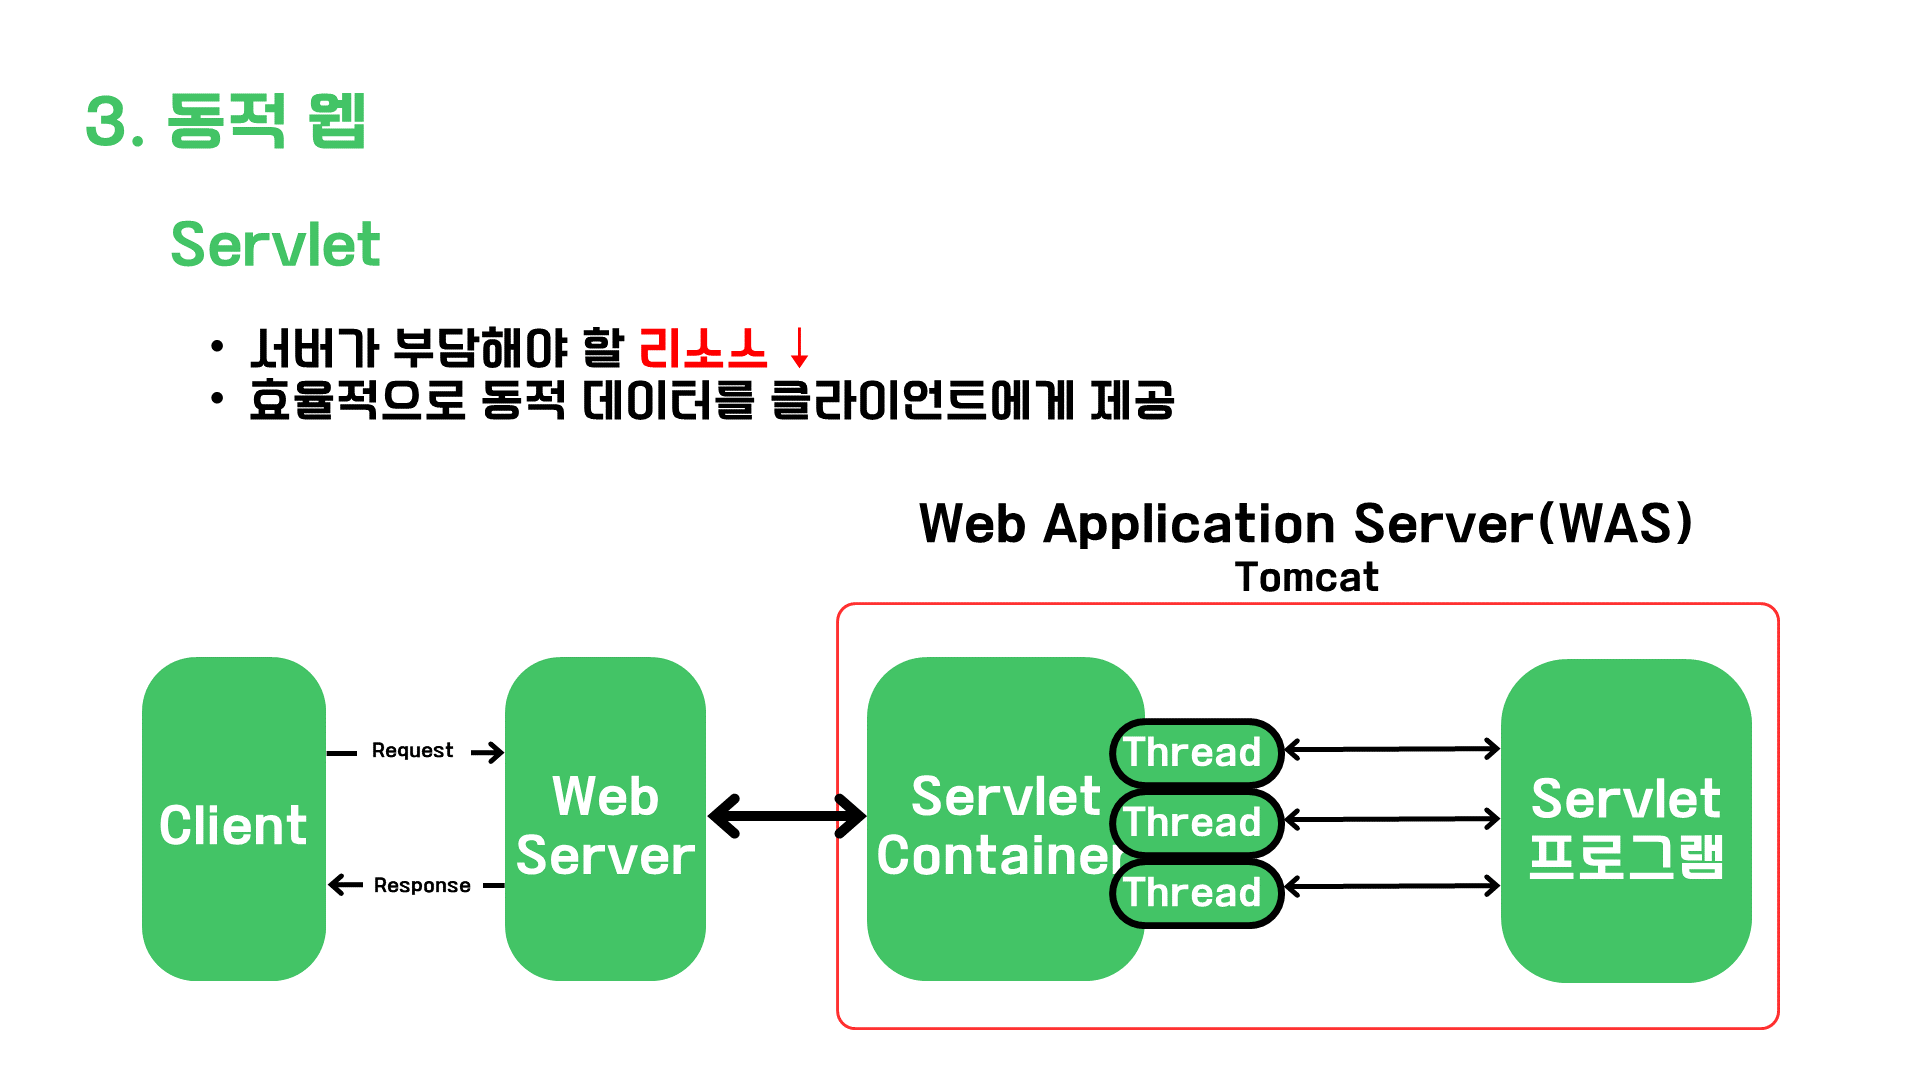 3. 동적 웹
Servlet
• 서버가 부담해야 할 리소스 ↓
• 효율적으로 동적 데이터를 클라이언트에게 제공
Web Application Server(WAS)
Tomcat
Client
Request
Response
Web
Server
Servlet
Container
Thread
Thread
Thread
Servlet
프로그램